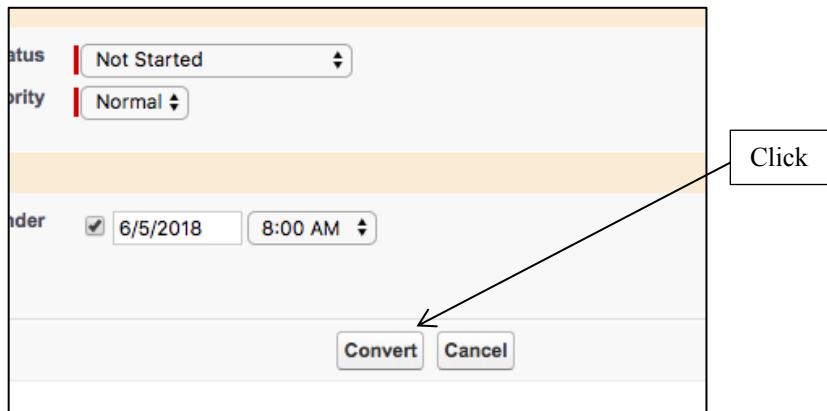 atus Not Started
ority Normal
Click
nder 6/5/2018 8:00 AM
Convert Cancel